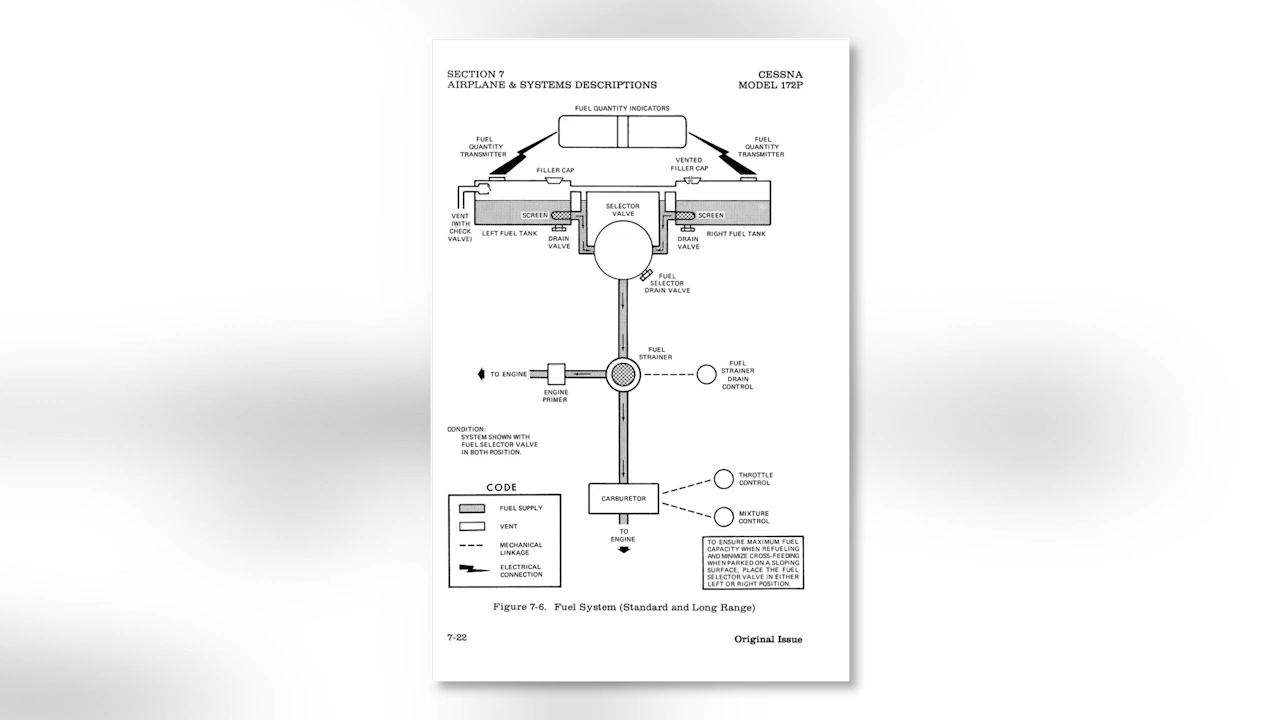 SECTION 7
AIRPLANE & SYSTEMS DESCRIPTIONS
CESSNA
MODEL 172P
FUEL QUANTITY INDICATORS
FUEL
QUANTITY
TRANSMITTER
FUEL
QUANTITY
TRANSMITTER
FILLER CAP
VENTED
FILLER CAP
VENT
(WITH
CHECK
VALVE)
SCREEN
SELECTOR
VALVE
SCREEN
LEFT FUEL TANK
DRAIN
VALVE
DRAIN
VALVE
RIGHT FUEL TANK
FUEL
SELECTOR
DRAIN VALVE
FUEL
STRAINER
TO ENGINE
ENGINE
PRIMER
FUEL
STRAINER
DRAIN
CONTROL
CONDITION:
SYSTEM SHOWN WITH
FUEL SELECTOR VALVE
IN BOTH POSITION.
CARBURETOR
THROTTLE
CONTROL
MIXTURE
CONTROL
TO
ENGINE
CODE
FUEL SUPPLY
VENT
MECHANICAL
LINKAGE
ELECTRICAL
CONNECTION
TO ENSURE MAXIMUM FUEL
CAPACITY WHEN REFUELING
AND MINIMIZE CROSS-FEEDING
WHEN PARKED ON A SLOPING
SURFACE, PLACE THE FUEL
SELECTOR VALVE IN EITHER
LEFT OR RIGHT POSITION.
Figure 7-6. Fuel System (Standard and Long Range)
7-22
Original Issue